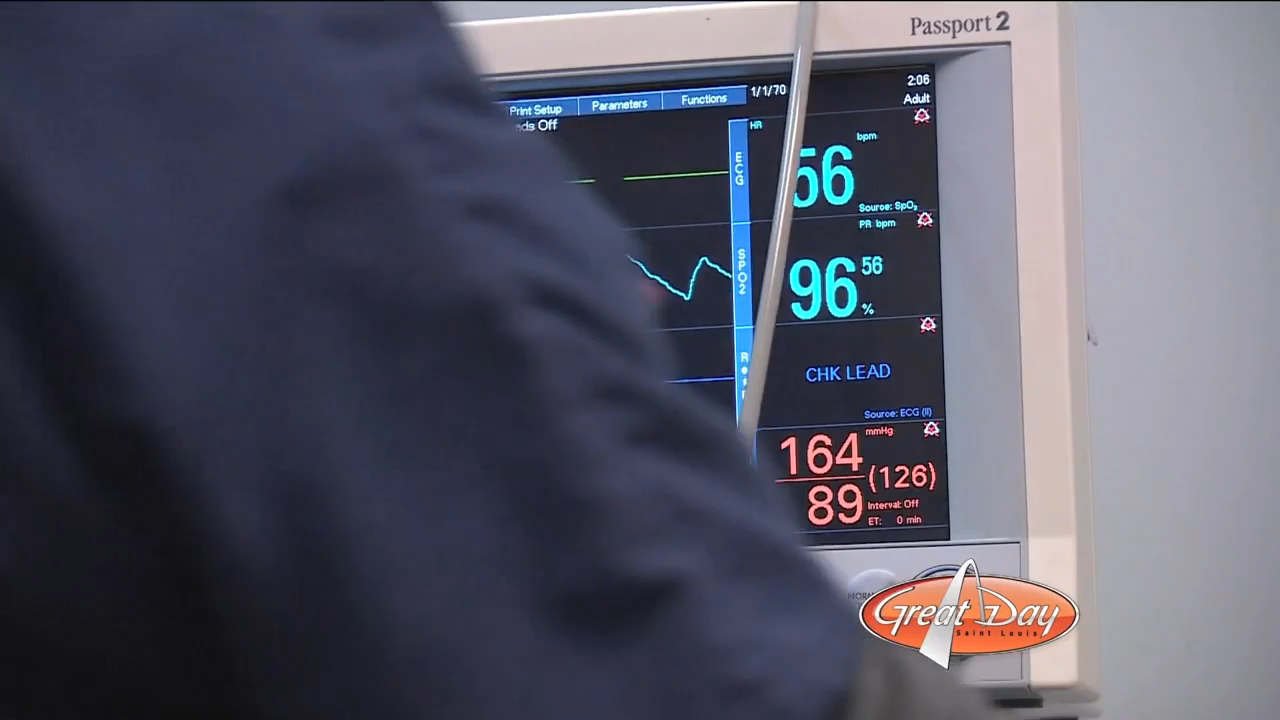 Passport 2
Print Setup Parameters Functions 1/1/70 2:06
ds Off Adult
HR
bpm
ECG
56
Source: SpO₂
PR bpm
SPO2
96 56
%
CHK LEAD
Source: ECG (II)
mmHg
164
(126)
89
Interval: Off
ET: 0 min
Great Day
Saint Louis